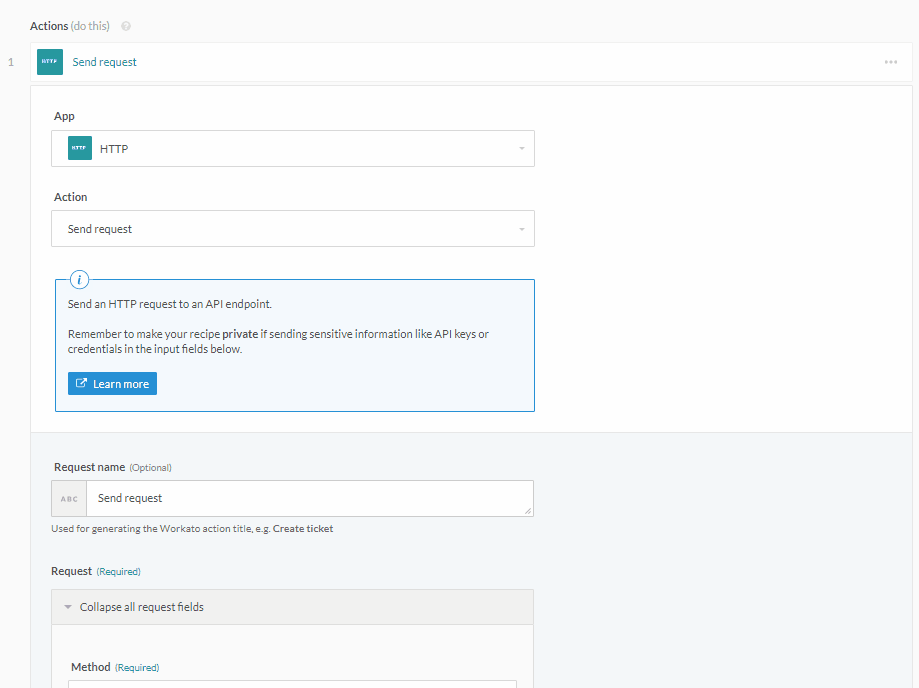 Actions (do this) ?
1 HTTP Send request
App
HTTP HTTP
Action
Send request
i
Send an HTTP request to an API endpoint.
Remember to make your recipe private if sending sensitive information like API keys or
credentials in the input fields below.
Learn more
Request name (Optional)
ABC Send request
Used for generating the Workato action title, e.g. Create ticket
Request (Required)
Collapse all request fields
Method (Required)